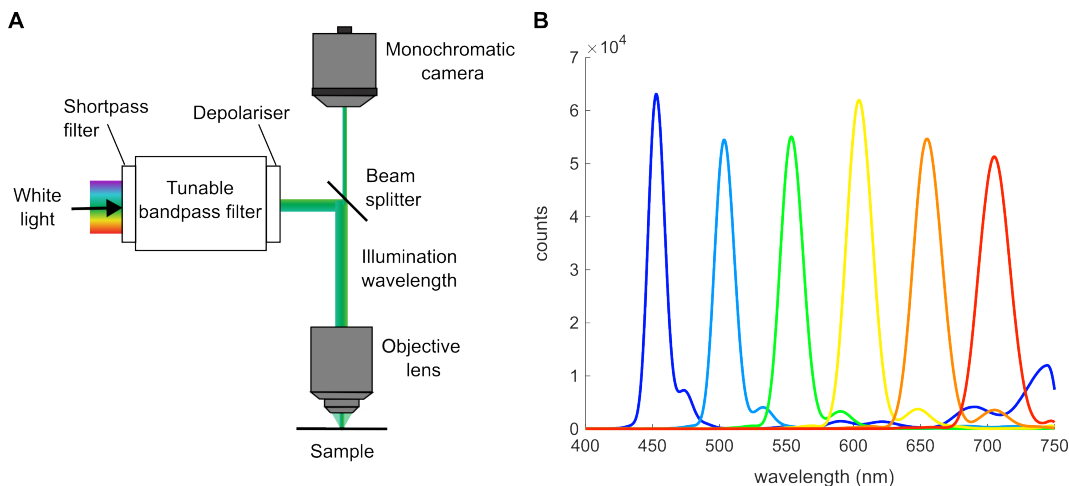 A
Monochromatic
camera
Shortpass
filter
Depolariser
White
light
Tunable
bandpass filter
Beam
splitter
Illumination
wavelength
Objective
lens
Sample
B
×10⁴
7
6
5
4
3
2
1
0
counts
400 450 500 550 600 650 700 750
wavelength (nm)